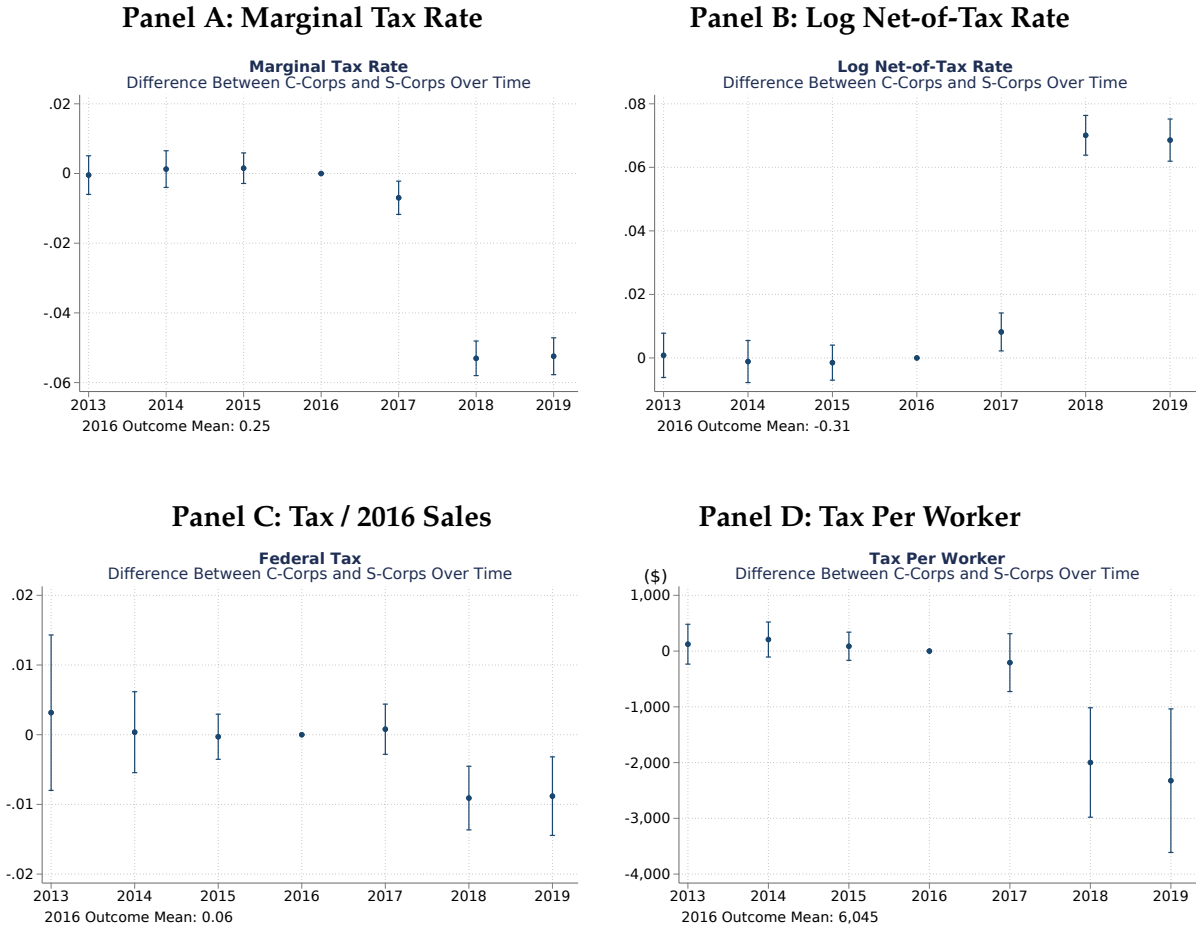 Panel A: Marginal Tax Rate
Marginal Tax Rate
Difference Between C-Corps and S-Corps Over Time
.02
0
-.02
-.04
-.06
2013 2014 2015 2016 2017 2018 2019
2016 Outcome Mean: 0.25
Panel B: Log Net-of-Tax Rate
Log Net-of-Tax Rate
Difference Between C-Corps and S-Corps Over Time
.08
.06
.04
.02
0
2013 2014 2015 2016 2017 2018 2019
2016 Outcome Mean: -0.31
Panel C: Tax / 2016 Sales
Federal Tax
Difference Between C-Corps and S-Corps Over Time
.02
.01
0
-.01
-.02
2013 2014 2015 2016 2017 2018 2019
2016 Outcome Mean: 0.06
Panel D: Tax Per Worker
Tax Per Worker
Difference Between C-Corps and S-Corps Over Time
($)
1,000
0
-1,000
-2,000
-3,000
-4,000
2013 2014 2015 2016 2017 2018 2019
2016 Outcome Mean: 6,045